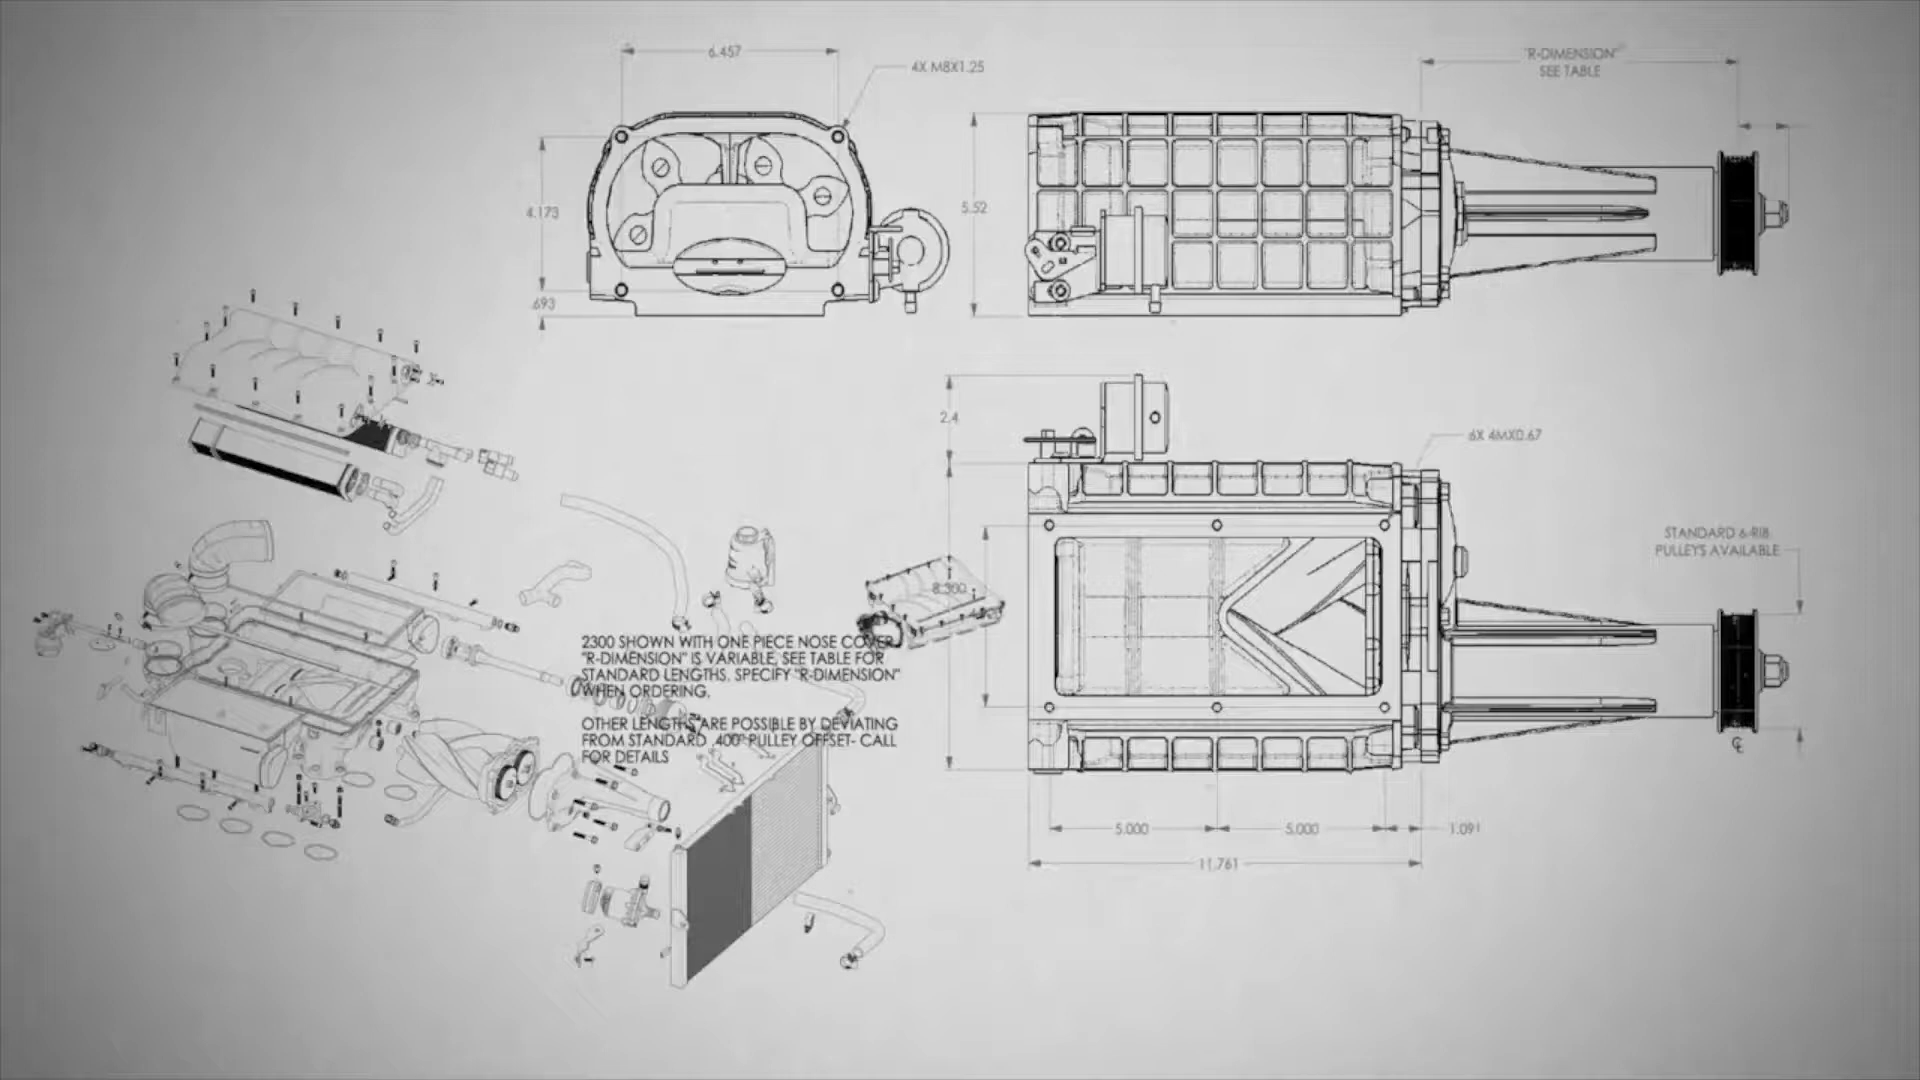 6.457
4X M8X1.25
"R-DIMENSION"
SEE TABLE
4.173
5.52
.693
2.4
6X 4MX0.67
STANDARD 6-RIB
PULLEYS AVAILABLE
8.300
2300 SHOWN WITH ONE PIECE NOSE COVER
"R-DIMENSION" IS VARIABLE, SEE TABLE FOR
STANDARD LENGTHS. SPECIFY "R-DIMENSION"
WHEN ORDERING.
OTHER LENGTHS ARE POSSIBLE BY DEVIATING
FROM STANDARD .400" PULLEY OFFSET- CALL
FOR DETAILS
5.000
5.000
1.091
11.761